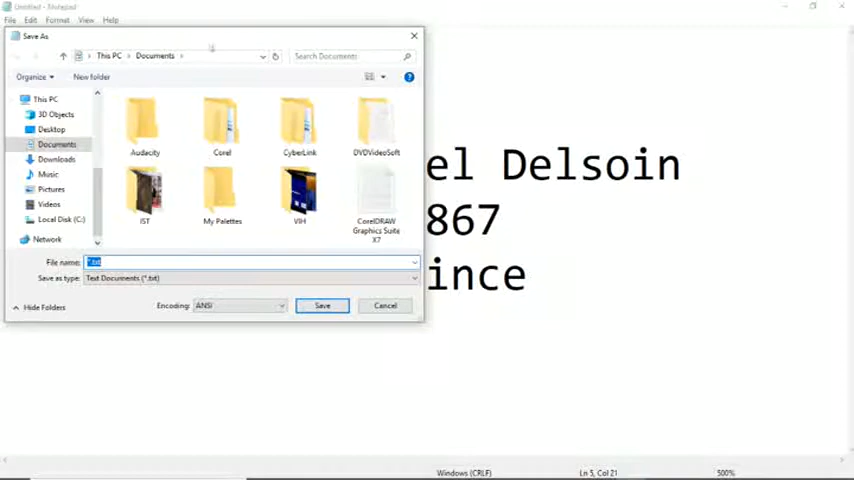 Untitled - Notepad
File Edit Format View Help
Save As
This PC Documents
Search Documents
Organize New folder
This PC
3D Objects
Desktop
Documents
Downloads
Music
Pictures
Videos
Local Disk (C:)
Network
Audacity Corel CyberLink DVDVideoSoft
IST My Palettes VIH CorelDRAW
Graphics Suite
X7
File name: *.txt
Save as type: Text Documents (*.txt)
Hide Folders Encoding: ANSI Save Cancel
el Delsoin
867
ince
Windows (CRLF) Ln 5, Col 21 500%